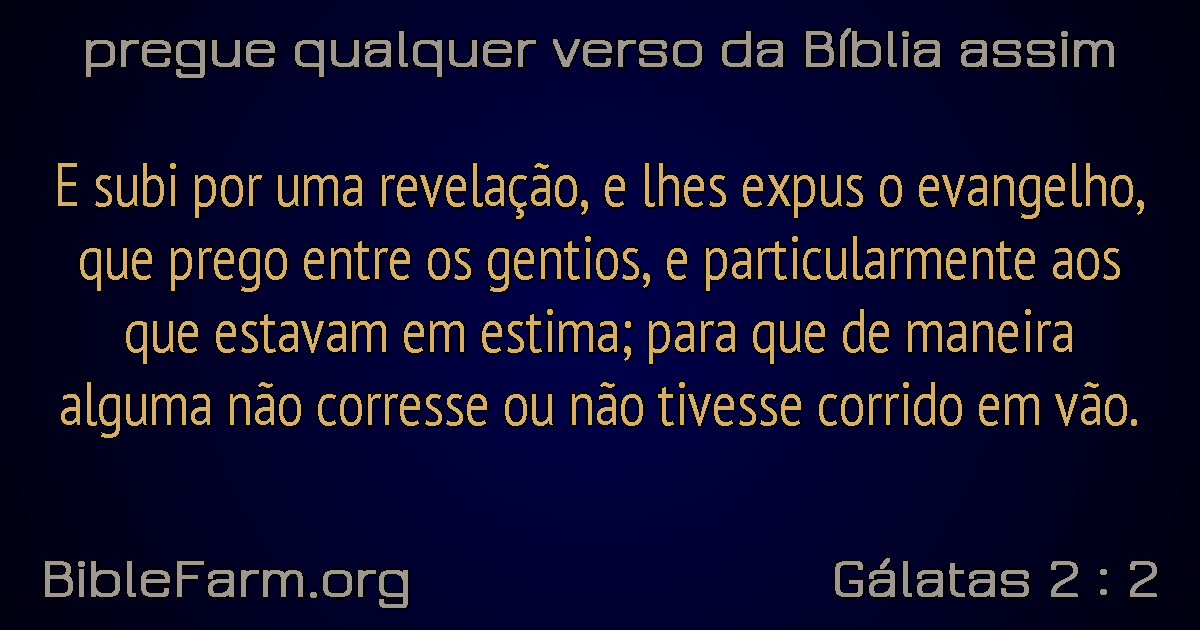 pregue qualquer verso da Bíblia assim
E subi por uma revelação, e lhes expus o evangelho,
que prego entre os gentios, e particularmente aos
que estavam em estima; para que de maneira
alguma não corresse ou não tivesse corrido em vão.
BibleFarm.org
Gálatas 2 : 2